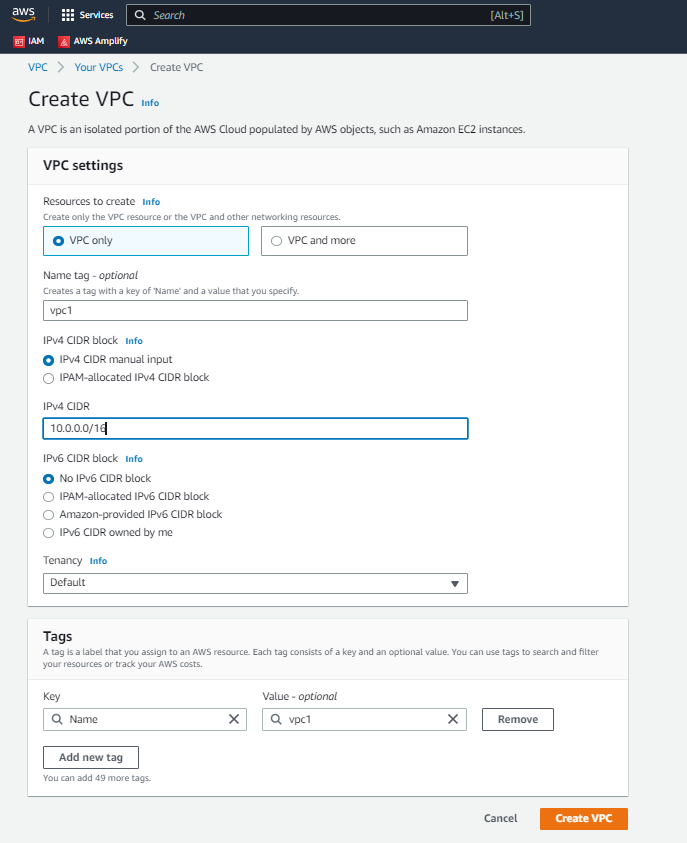 aws
Services
Search
[Alt+S]
IAM
AWS Amplify
VPC
Your VPCs
Create VPC
Create VPC Info
A VPC is an isolated portion of the AWS Cloud populated by AWS objects, such as Amazon EC2 instances.
VPC settings
Resources to create Info
Create only the VPC resource or the VPC and other networking resources.
VPC only
VPC and more
Name tag - optional
Creates a tag with a key of 'Name' and a value that you specify.
vpc1
IPv4 CIDR block Info
IPv4 CIDR manual input
IPAM-allocated IPv4 CIDR block
IPv4 CIDR
10.0.0.0/16
IPv6 CIDR block Info
No IPv6 CIDR block
IPAM-allocated IPv6 CIDR block
Amazon-provided IPv6 CIDR block
IPv6 CIDR owned by me
Tenancy Info
Default
Tags
A tag is a label that you assign to an AWS resource. Each tag consists of a key and an optional value. You can use tags to search and filter
your resources or track your AWS costs.
Key
Value - optional
Name
vpc1
Remove
Add new tag
You can add 49 more tags.
Cancel
Create VPC